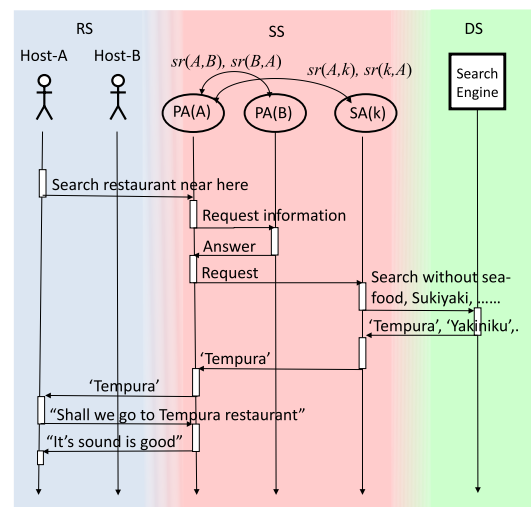 RS
SS
DS
Host-A
Host-B
sr(A,B), sr(B,A)
sr(A,k), sr(k,A)
Search
Engine
PA(A)
PA(B)
SA(k)
Search restaurant near here
Request information
Answer
Request
Search without sea-
food, Sukiyaki, ......
‘Tempura’, ‘Yakiniku’,.
‘Tempura’
‘Tempura’
“Shall we go to Tempura restaurant”
“It’s sound is good”